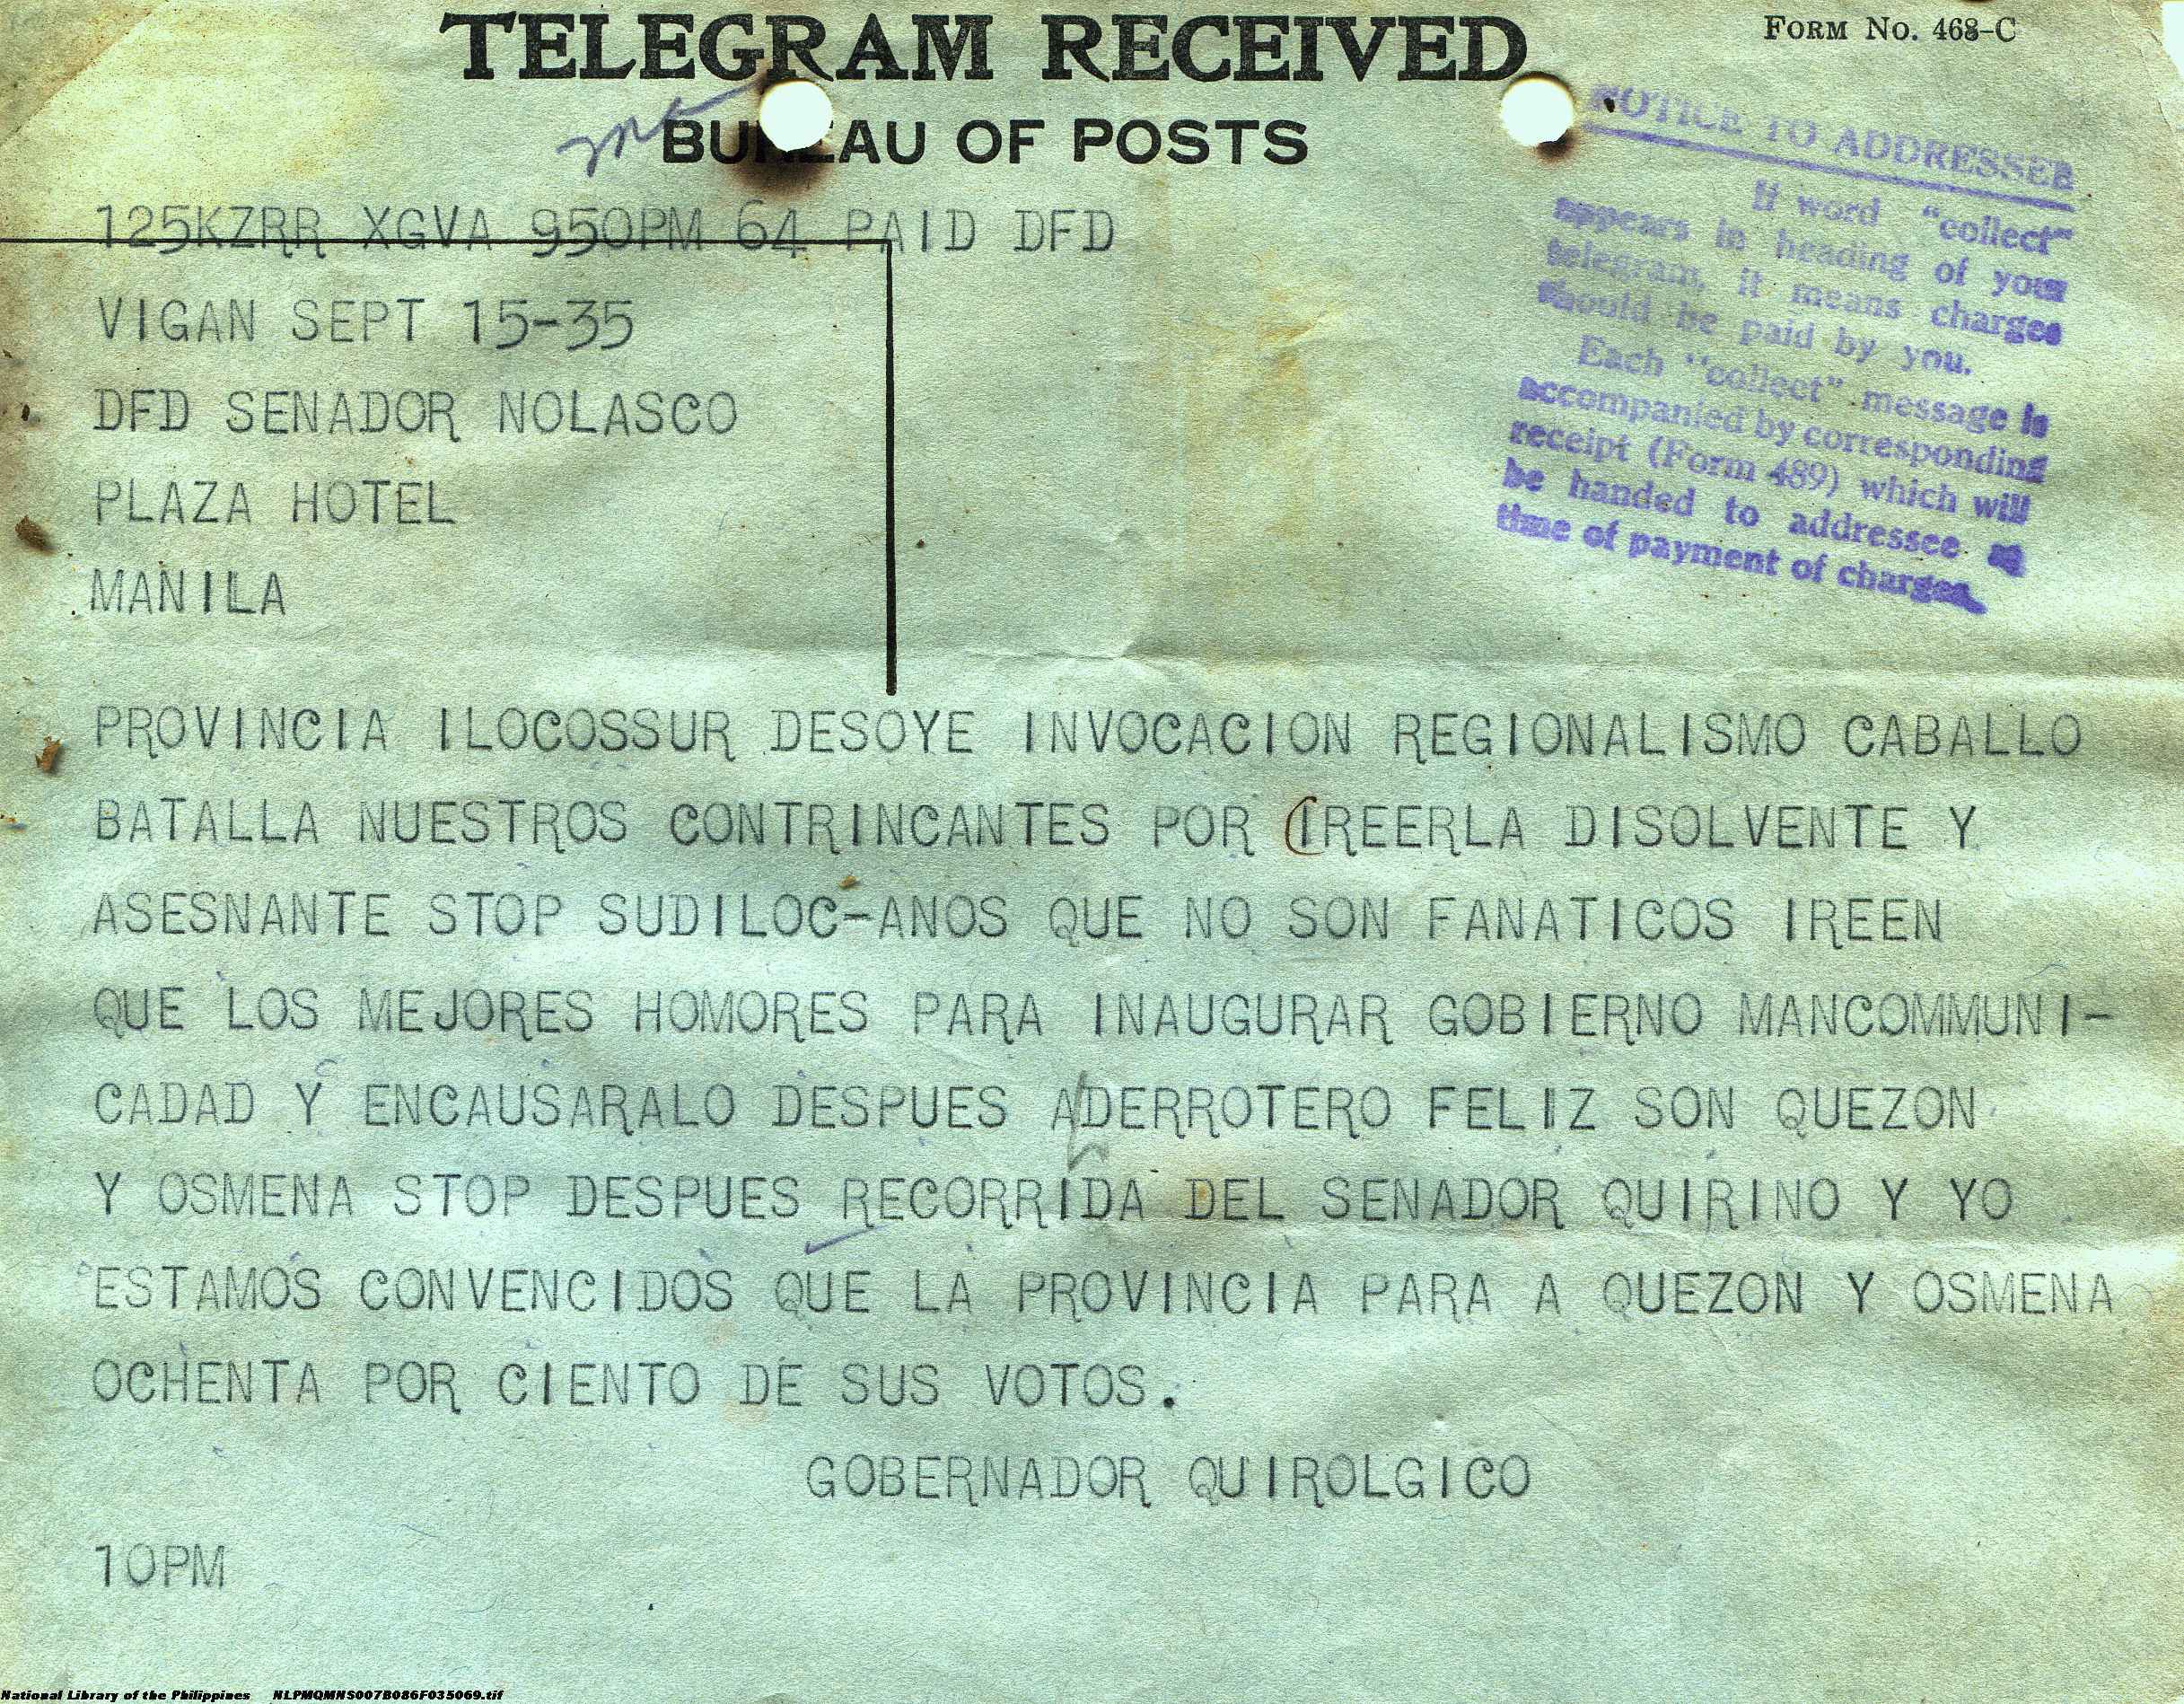 TELEGRAM RECEIVED
FORM No. 468-C
BUREAU OF POSTS
NOTICE TO ADDRESSEE
If word "collect"
appears in heading of your
telegram, it means charges
should be paid by you.
Each "collect" message is
accompanied by corresponding
receipt (Form 489) which will
be handed to addressee
time of payment of charges.
125KZRR XGVA 950PM 64 PAID DFD
VIGAN SEPT 15-35
DFD SENADOR NOLASCO
PLAZA HOTEL
MANILA
PROVINCIA ILOCOSSUR DESOYE INVOCACION REGIONALISMO CABALLO
BATALLA NUESTROS CONTRINCANTES POR IREERLA DISOLVENTE Y
ASESNANTE STOP SUDILOC-ANOS QUE NO SON FANATICOS IREEN
QUE LOS MEJORES HOMORES PARA INAUGURAR GOBIERNO MANCOMMUNI-
CADAD Y ENCAUSARALO DESPUES ADERROTERO FELIZ SON QUEZON
Y OSMENA STOP DESPUES RECORRIDA DEL SENADOR QUIRINO Y YO
ESTAMOS CONVENCIDOS QUE LA PROVINCIA PARA A QUEZON Y OSMENA
OCHENTA POR CIENTO DE SUS VOTOS.
GOBERNADOR QUIROLGICO
10PM
National Library of the Philippines NLPMQMNS007B086F035069.tif